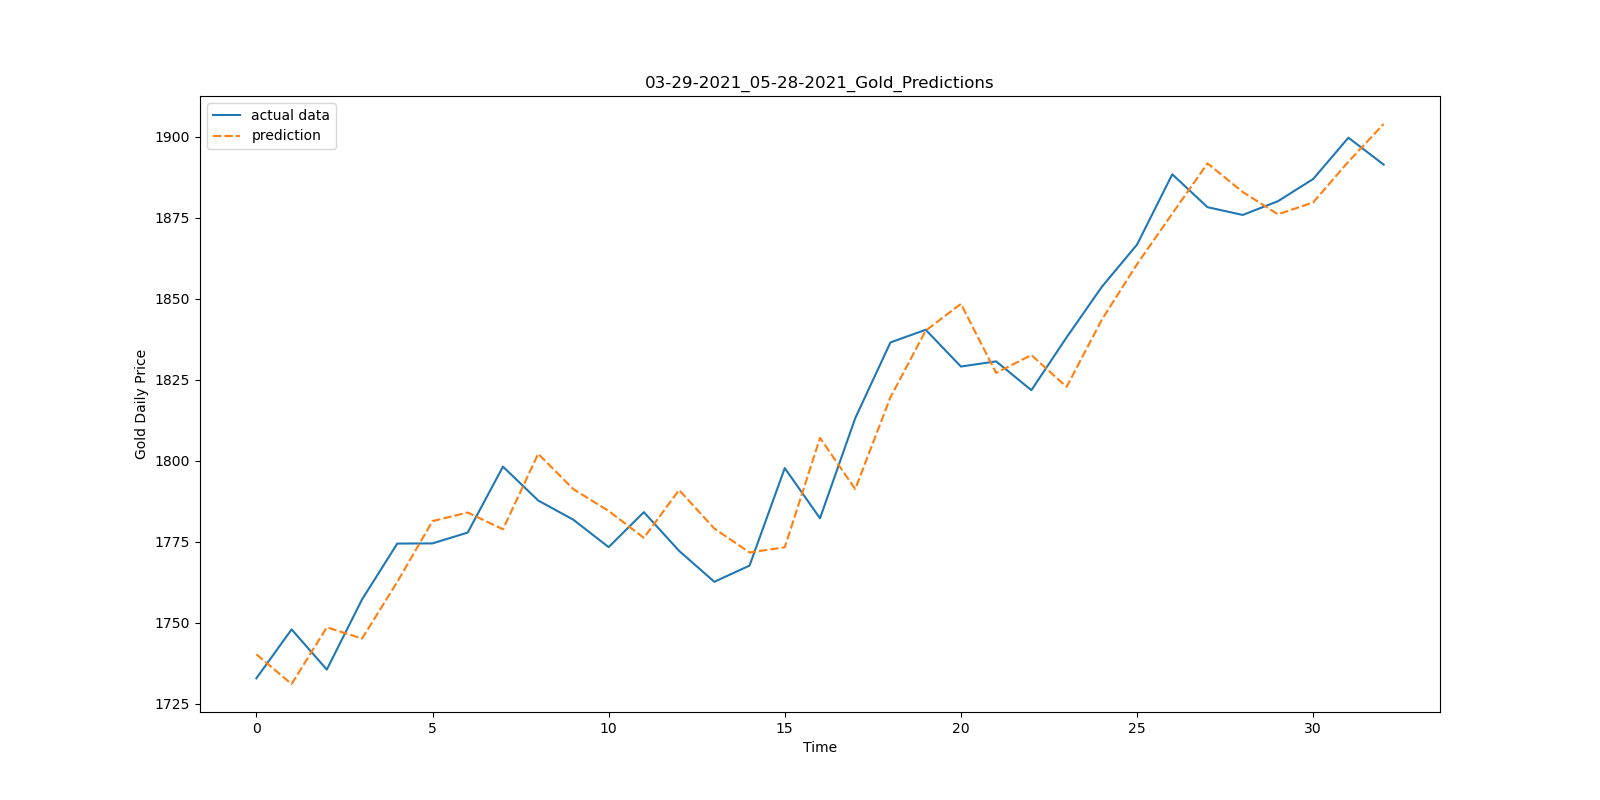 03-29-2021_05-28-2021_Gold_Predictions
actual data
prediction
1900
1875
1850
1825
1800
1775
1750
1725
Gold Daily Price
0 5 10 15 20 25 30
Time